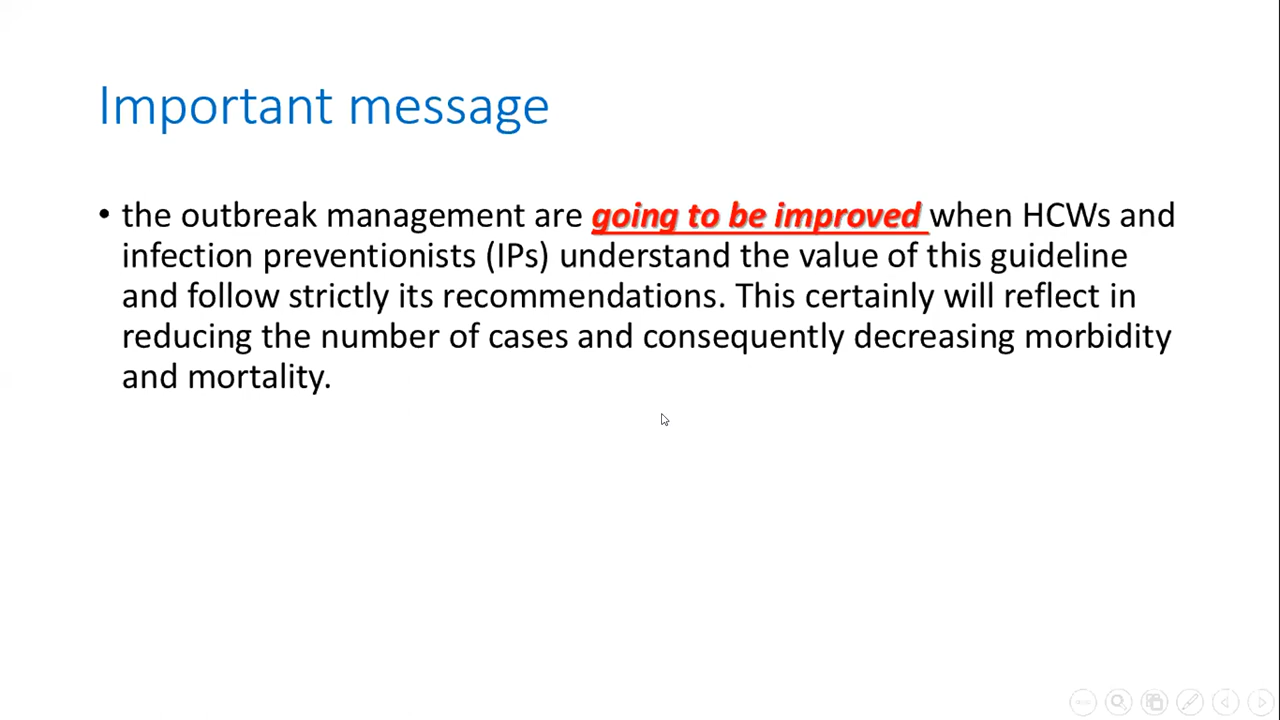 Important message
• the outbreak management are going to be improved when HCWs and
infection preventionists (IPs) understand the value of this guideline
and follow strictly its recommendations. This certainly will reflect in
reducing the number of cases and consequently decreasing morbidity
and mortality.